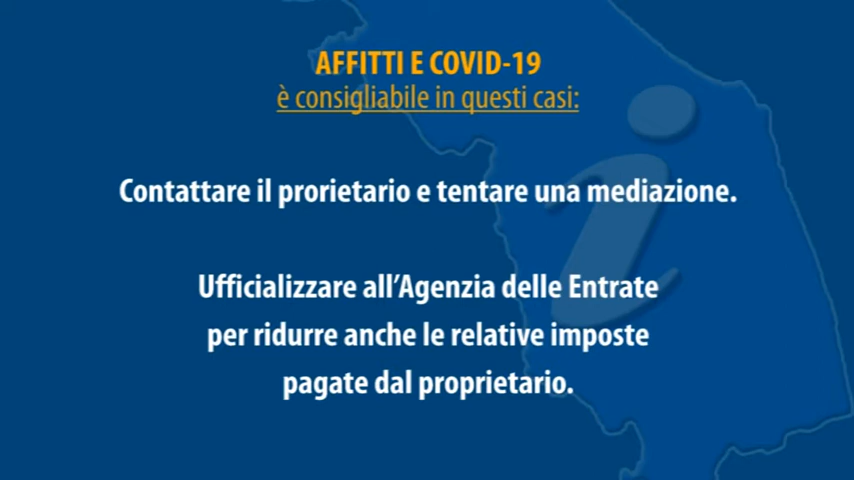 AFFITTI E COVID-19
è consigliabile in questi casi:
Contattare il prorietario e tentare una mediazione.
Ufficializzare all'Agenzia delle Entrate
per ridurre anche le relative imposte
pagate dal proprietario.